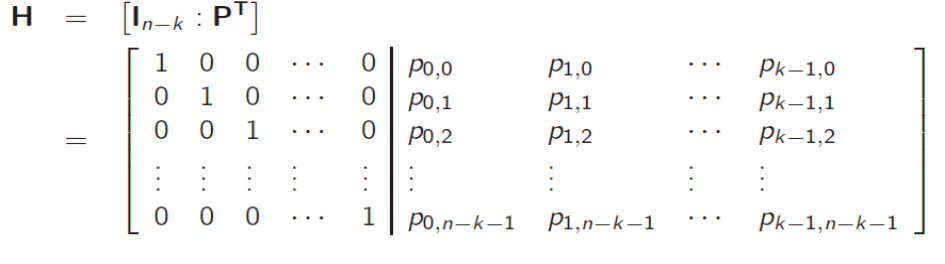 H = [I_{n−k} : P^T]
1 0 0 ⋯ 0 | p_{0,0} p_{1,0} ⋯ p_{k−1,0}
0 1 0 ⋯ 0 | p_{0,1} p_{1,1} ⋯ p_{k−1,1}
= 0 0 1 ⋯ 0 | p_{0,2} p_{1,2} ⋯ p_{k−1,2}
⋮ ⋮ ⋮ ⋮ ⋮ | ⋮ ⋮ ⋮ ⋮
0 0 0 ⋯ 1 | p_{0,n−k−1} p_{1,n−k−1} ⋯ p_{k−1,n−k−1}